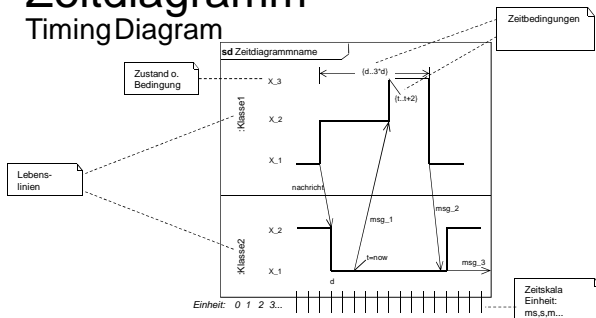 Zeitdiagramm
Timing Diagram
Zeitbedingungen
sd Zeitdiagrammname
Zustand o.
Bedingung
(d..3*d)
X_3
(t..t+2)
:Klasse1
X_2
X_1
Lebens-
linien
nachricht
msg_1
msg_2
:Klasse2
X_2
t=now
X_1
msg_3
d
Zeitskala
Einheit:
ms,s,m...
Einheit: 0 1 2 3...